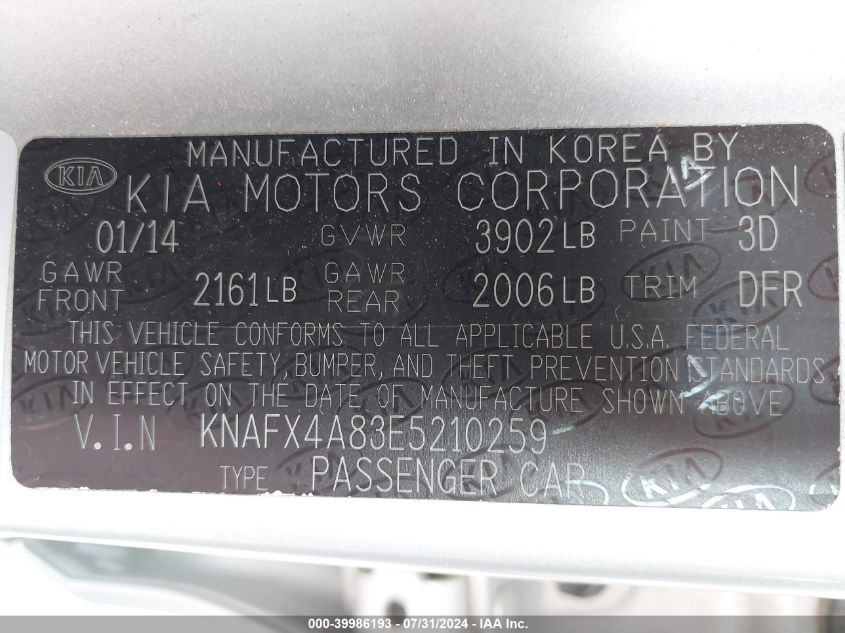 MANUFACTURED IN KOREA BY
KIA KIA MOTORS CORPORATION
01/14 GVWR 3902LB PAINT 3D
GAWR FRONT 2161LB GAWR REAR 2006LB TRIM DFR
THIS VEHICLE CONFORMS TO ALL APPLICABLE U.S.A. FEDERAL
MOTOR VEHICLE SAFETY, BUMPER, AND THEFT PREVENTION STANDARDS
IN EFFECT ON THE DATE OF MANUFACTURE SHOWN ABOVE
V.I.N KNAFX4A83E5210259
TYPE PASSENGER CAR
KIA
KIA
000-39986193 - 07/31/2024 - IAA Inc.